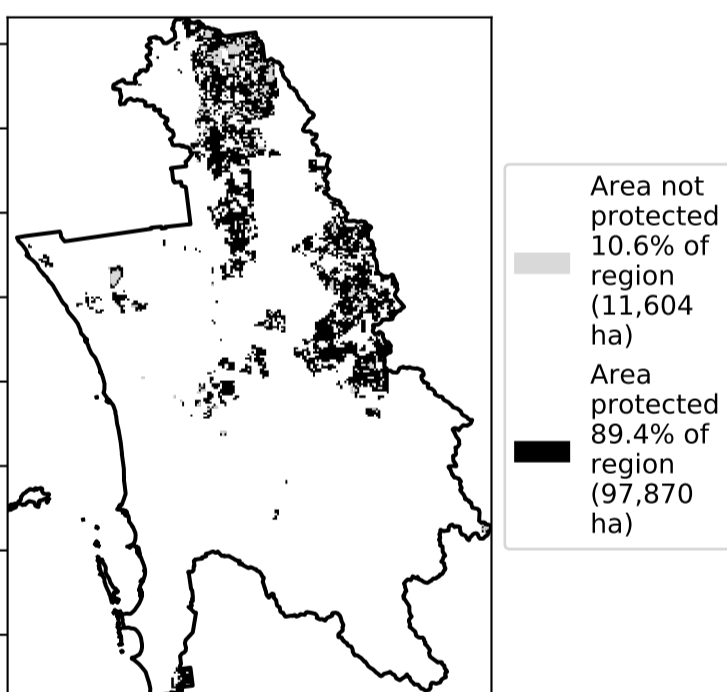 Area not
protected
10.6% of
region
(11,604
ha)
Area
protected
89.4% of
region
(97,870
ha)